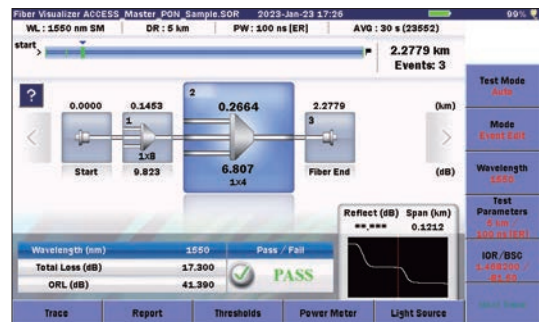 Fiber Visualizer ACCESS_Master_PON_Sample.SOR 2023-Jan-23 17:26 99%
WL : 1550 nm SM DR : 5 km PW : 100 ns [ER] AVG : 30 s (23552)
start
2.2779 km
Events: 3
?
0.0000 0.1453 2 0.2664 2.2779 (km)
1 3
1x8
Start 9.823 6.807 Fiber End (dB)
1x4
Reflect (dB) Span (km)
**.*** 0.1212
Wavelength (nm) 1550 Pass / Fail
Total Loss (dB) 17.300 PASS
ORL (dB) 41.390
Test Mode
Auto
Mode
Event Edit
Wavelength
1550
Test
Parameters
5 km /
100 ns [ER]
IOR/BSC
1.468200 /
-81.50
Trace Report Thresholds Power Meter Light Source